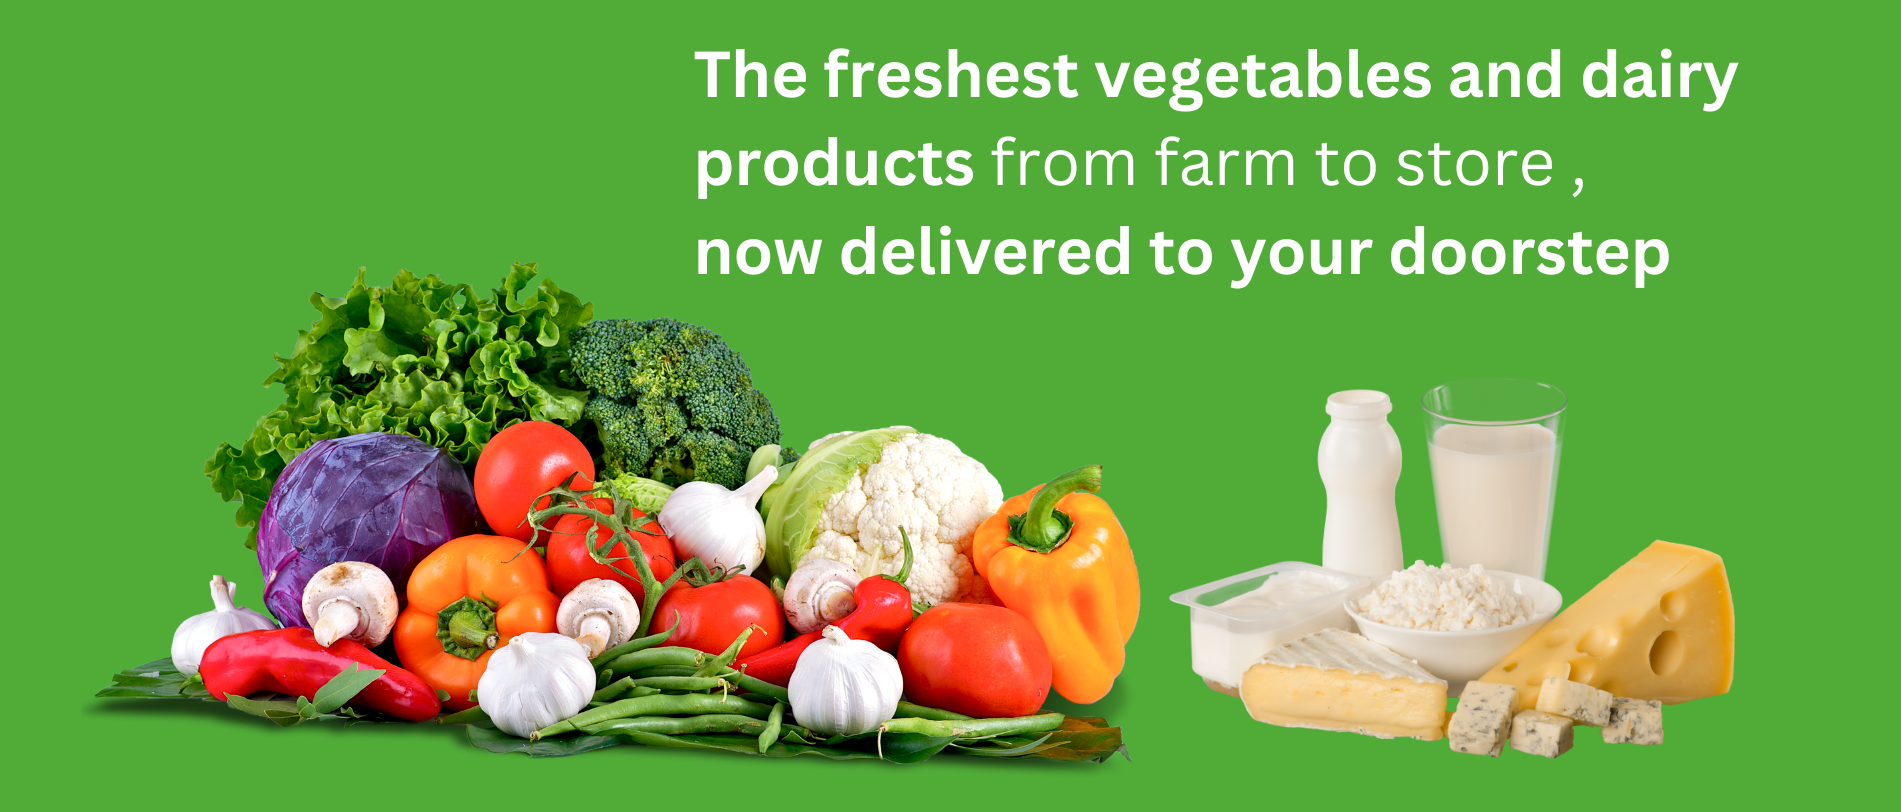 The freshest vegetables and dairy
products from farm to store ,
now delivered to your doorstep